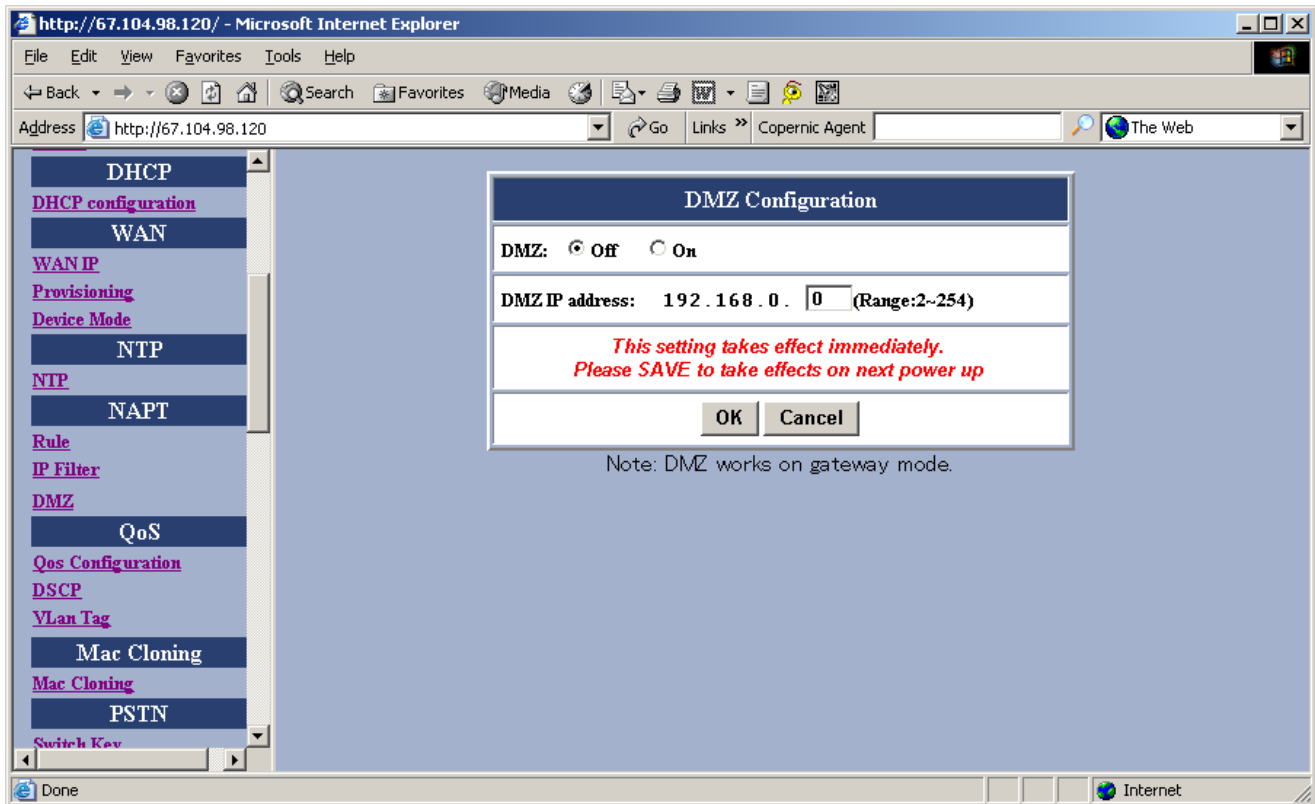 http://67.104.98.120/ - Microsoft Internet Explorer
File Edit View Favorites Tools Help
Back Search Favorites Media
Address http://67.104.98.120 Go Links » Copernic Agent The Web
DHCP
DHCP configuration
WAN
WAN IP
Provisioning
Device Mode
NTP
NTP
NAPT
Rule
IP Filter
DMZ
QoS
Qos Configuration
DSCP
VLan Tag
Mac Cloning
Mac Cloning
PSTN
Switch Key
DMZ Configuration
DMZ: Off On
DMZ IP address: 192.168.0. 0 (Range:2~254)
This setting takes effect immediately.
Please SAVE to take effects on next power up
OK Cancel
Note: DMZ works on gateway mode.
Done Internet